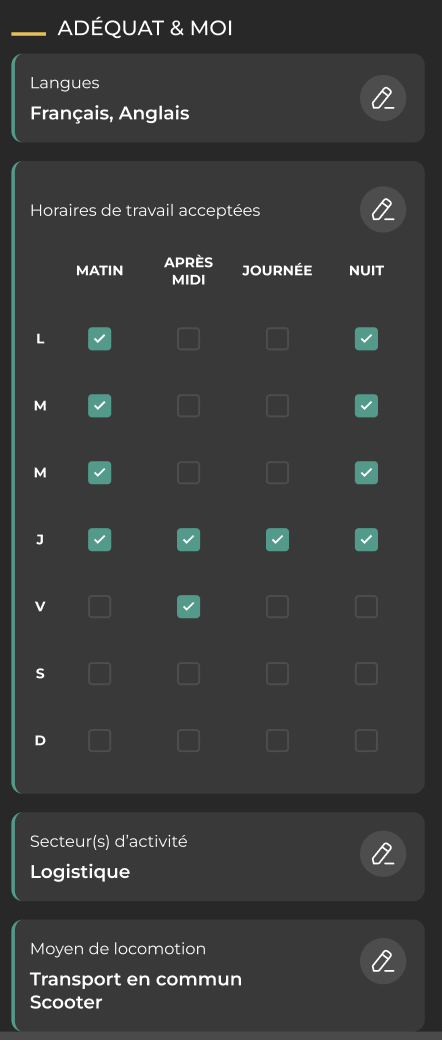 ADÉQUAT & MOI
Langues
Français, Anglais
Horaires de travail acceptées
MATIN APRÈS MIDI JOURNÉE NUIT
L
M
M
J
V
S
D
Secteur(s) d’activité
Logistique
Moyen de locomotion
Transport en commun
Scooter